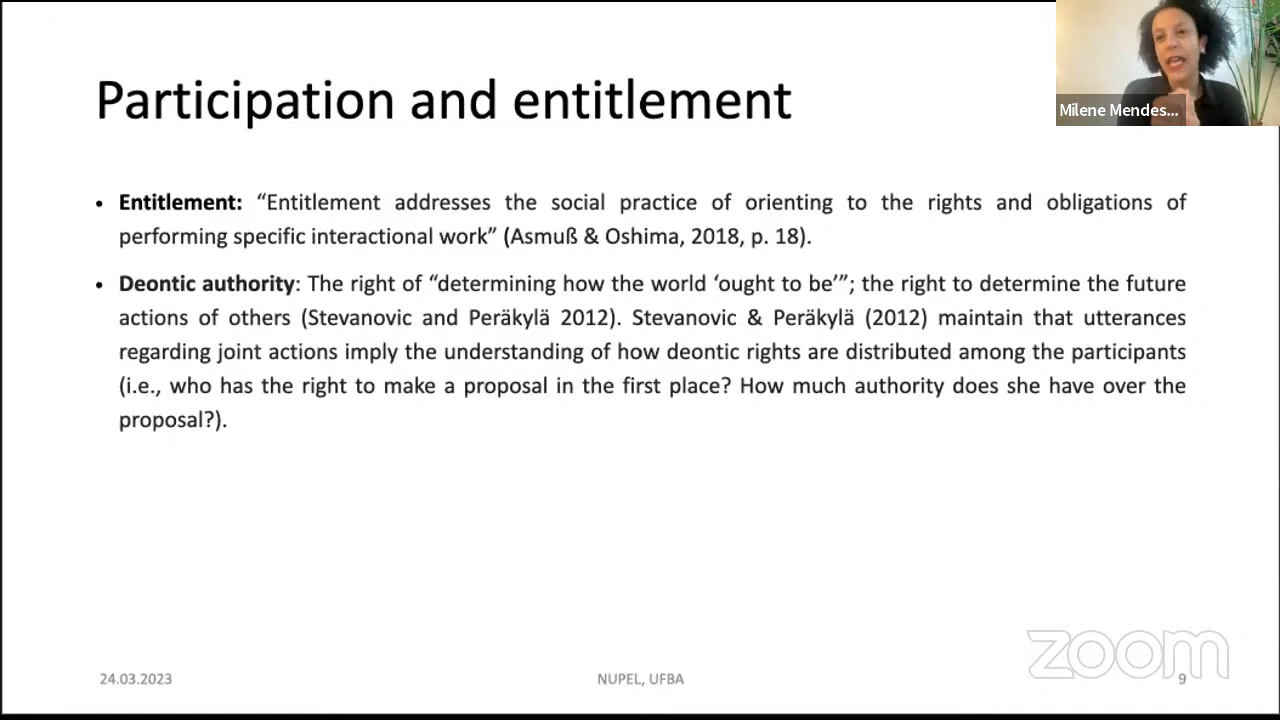 Participation and entitlement
Milene Mendes...
• Entitlement: “Entitlement addresses the social practice of orienting to the rights and obligations of
performing specific interactional work” (Asmuß & Oshima, 2018, p. 18).
• Deontic authority: The right of “determining how the world ‘ought to be’”; the right to determine the future
actions of others (Stevanovic and Peräkylä 2012). Stevanovic & Peräkylä (2012) maintain that utterances
regarding joint actions imply the understanding of how deontic rights are distributed among the participants
(i.e., who has the right to make a proposal in the first place? How much authority does she have over the
proposal?).
zoom
24.03.2023
NUPEL, UFBA
9